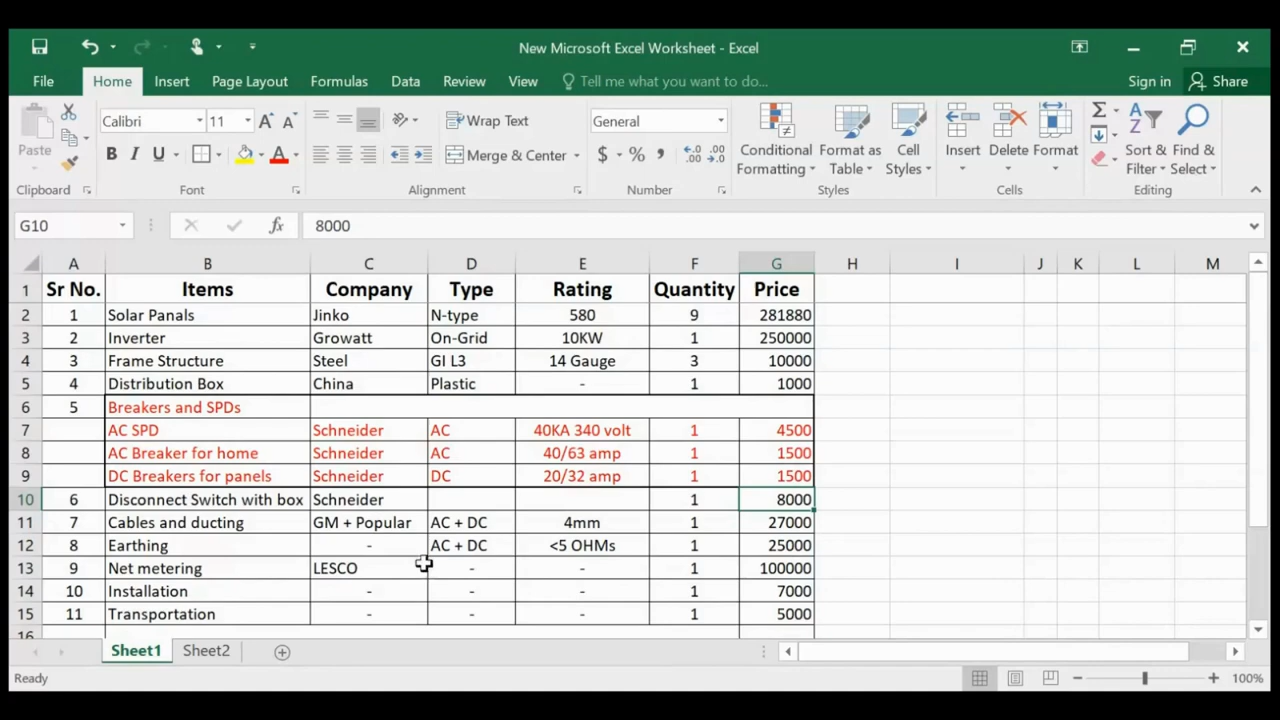 New Microsoft Excel Worksheet - Excel
File Home Insert Page Layout Formulas Data Review View Tell me what you want to do... Sign in Share
Paste
Calibri 11 A A
B I U A
Wrap Text
Merge & Center
General
$ % , .0 .00 .00 .0
Conditional Formatting
Format as Table
Cell Styles
Insert Delete Format
Sort & Filter
Find & Select
Clipboard Font Alignment Number Styles Cells Editing
G10 fx 8000
A B C D E F G H I J K L M
1 Sr No. Items Company Type Rating Quantity Price
2 1 Solar Panals Jinko N-type 580 9 281880
3 2 Inverter Growatt On-Grid 10KW 1 250000
4 3 Frame Structure Steel GI L3 14 Gauge 3 10000
5 4 Distribution Box China Plastic - 1 1000
6 5 Breakers and SPDs
7 AC SPD Schneider AC 40KA 340 volt 1 4500
8 AC Breaker for home Schneider AC 40/63 amp 1 1500
9 DC Breakers for panels Schneider DC 20/32 amp 1 1500
10 6 Disconnect Switch with box Schneider 1 8000
11 7 Cables and ducting GM + Popular AC + DC 4mm 1 27000
12 8 Earthing - AC + DC <5 OHMs 1 25000
13 9 Net metering LESCO - - 1 100000
14 10 Installation - - - 1 7000
15 11 Transportation - - - 1 5000
16
Sheet1 Sheet2
Ready 100%